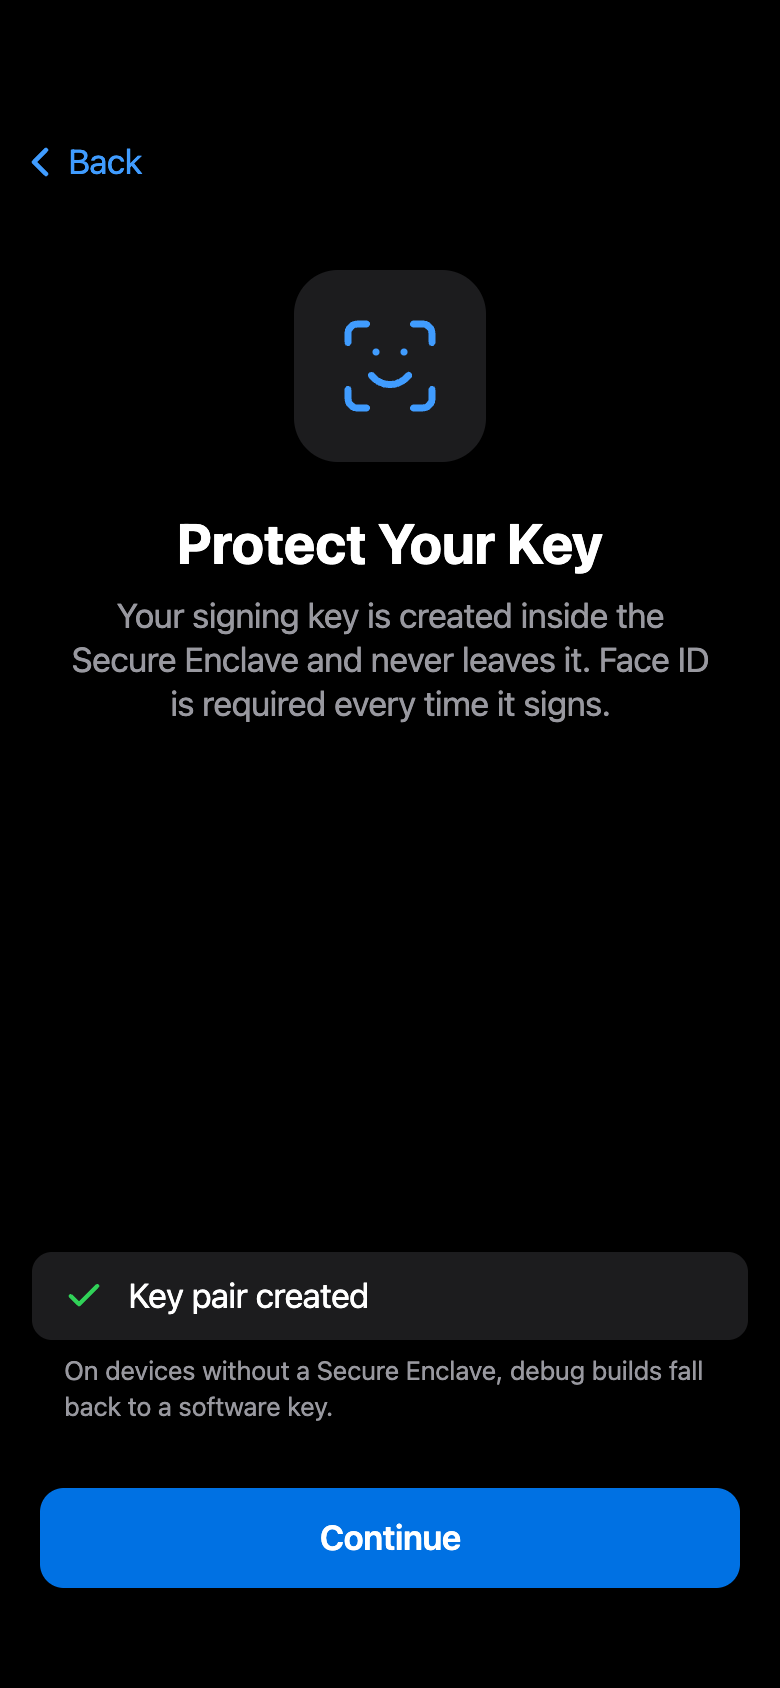 Back
Protect Your Key
Your signing key is created inside the
Secure Enclave and never leaves it. Face ID
is required every time it signs.
Key pair created
On devices without a Secure Enclave, debug builds fall
back to a software key.
Continue